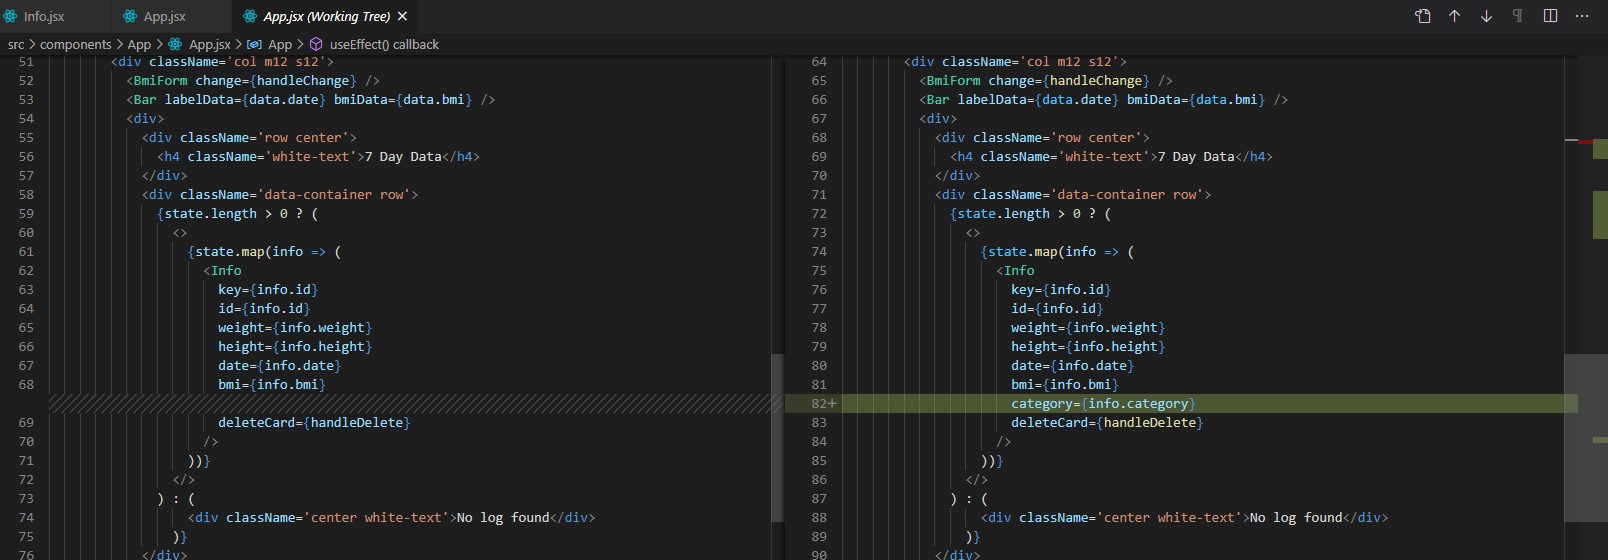 Info.jsx App.jsx App.jsx (Working Tree) ×
src > components > App > App.jsx > App > useEffect() callback
51 <div className='col m12 s12'>
52 <BmiForm change={handleChange} />
53 <Bar labelData={data.date} bmiData={data.bmi} />
54 <div>
55 <div className='row center'>
56 <h4 className='white-text'>7 Day Data</h4>
57 </div>
58 <div className='data-container row'>
59 {state.length > 0 ? (
60 <>
61 {state.map(info => (
62 <Info
63 key={info.id}
64 id={info.id}
65 weight={info.weight}
66 height={info.height}
67 date={info.date}
68 bmi={info.bmi}
69 deleteCard={handleDelete}
70 />
71 ))}
72 </>
73 ) : (
74 <div className='center white-text'>No log found</div>
75 )}
76 </div>
64 <div className='col m12 s12'>
65 <BmiForm change={handleChange} />
66 <Bar labelData={data.date} bmiData={data.bmi} />
67 <div>
68 <div className='row center'>
69 <h4 className='white-text'>7 Day Data</h4>
70 </div>
71 <div className='data-container row'>
72 {state.length > 0 ? (
73 <>
74 {state.map(info => (
75 <Info
76 key={info.id}
77 id={info.id}
78 weight={info.weight}
79 height={info.height}
80 date={info.date}
81 bmi={info.bmi}
82+ category={info.category}
83 deleteCard={handleDelete}
84 />
85 ))}
86 </>
87 ) : (
88 <div className='center white-text'>No log found</div>
89 )}
90 </div>